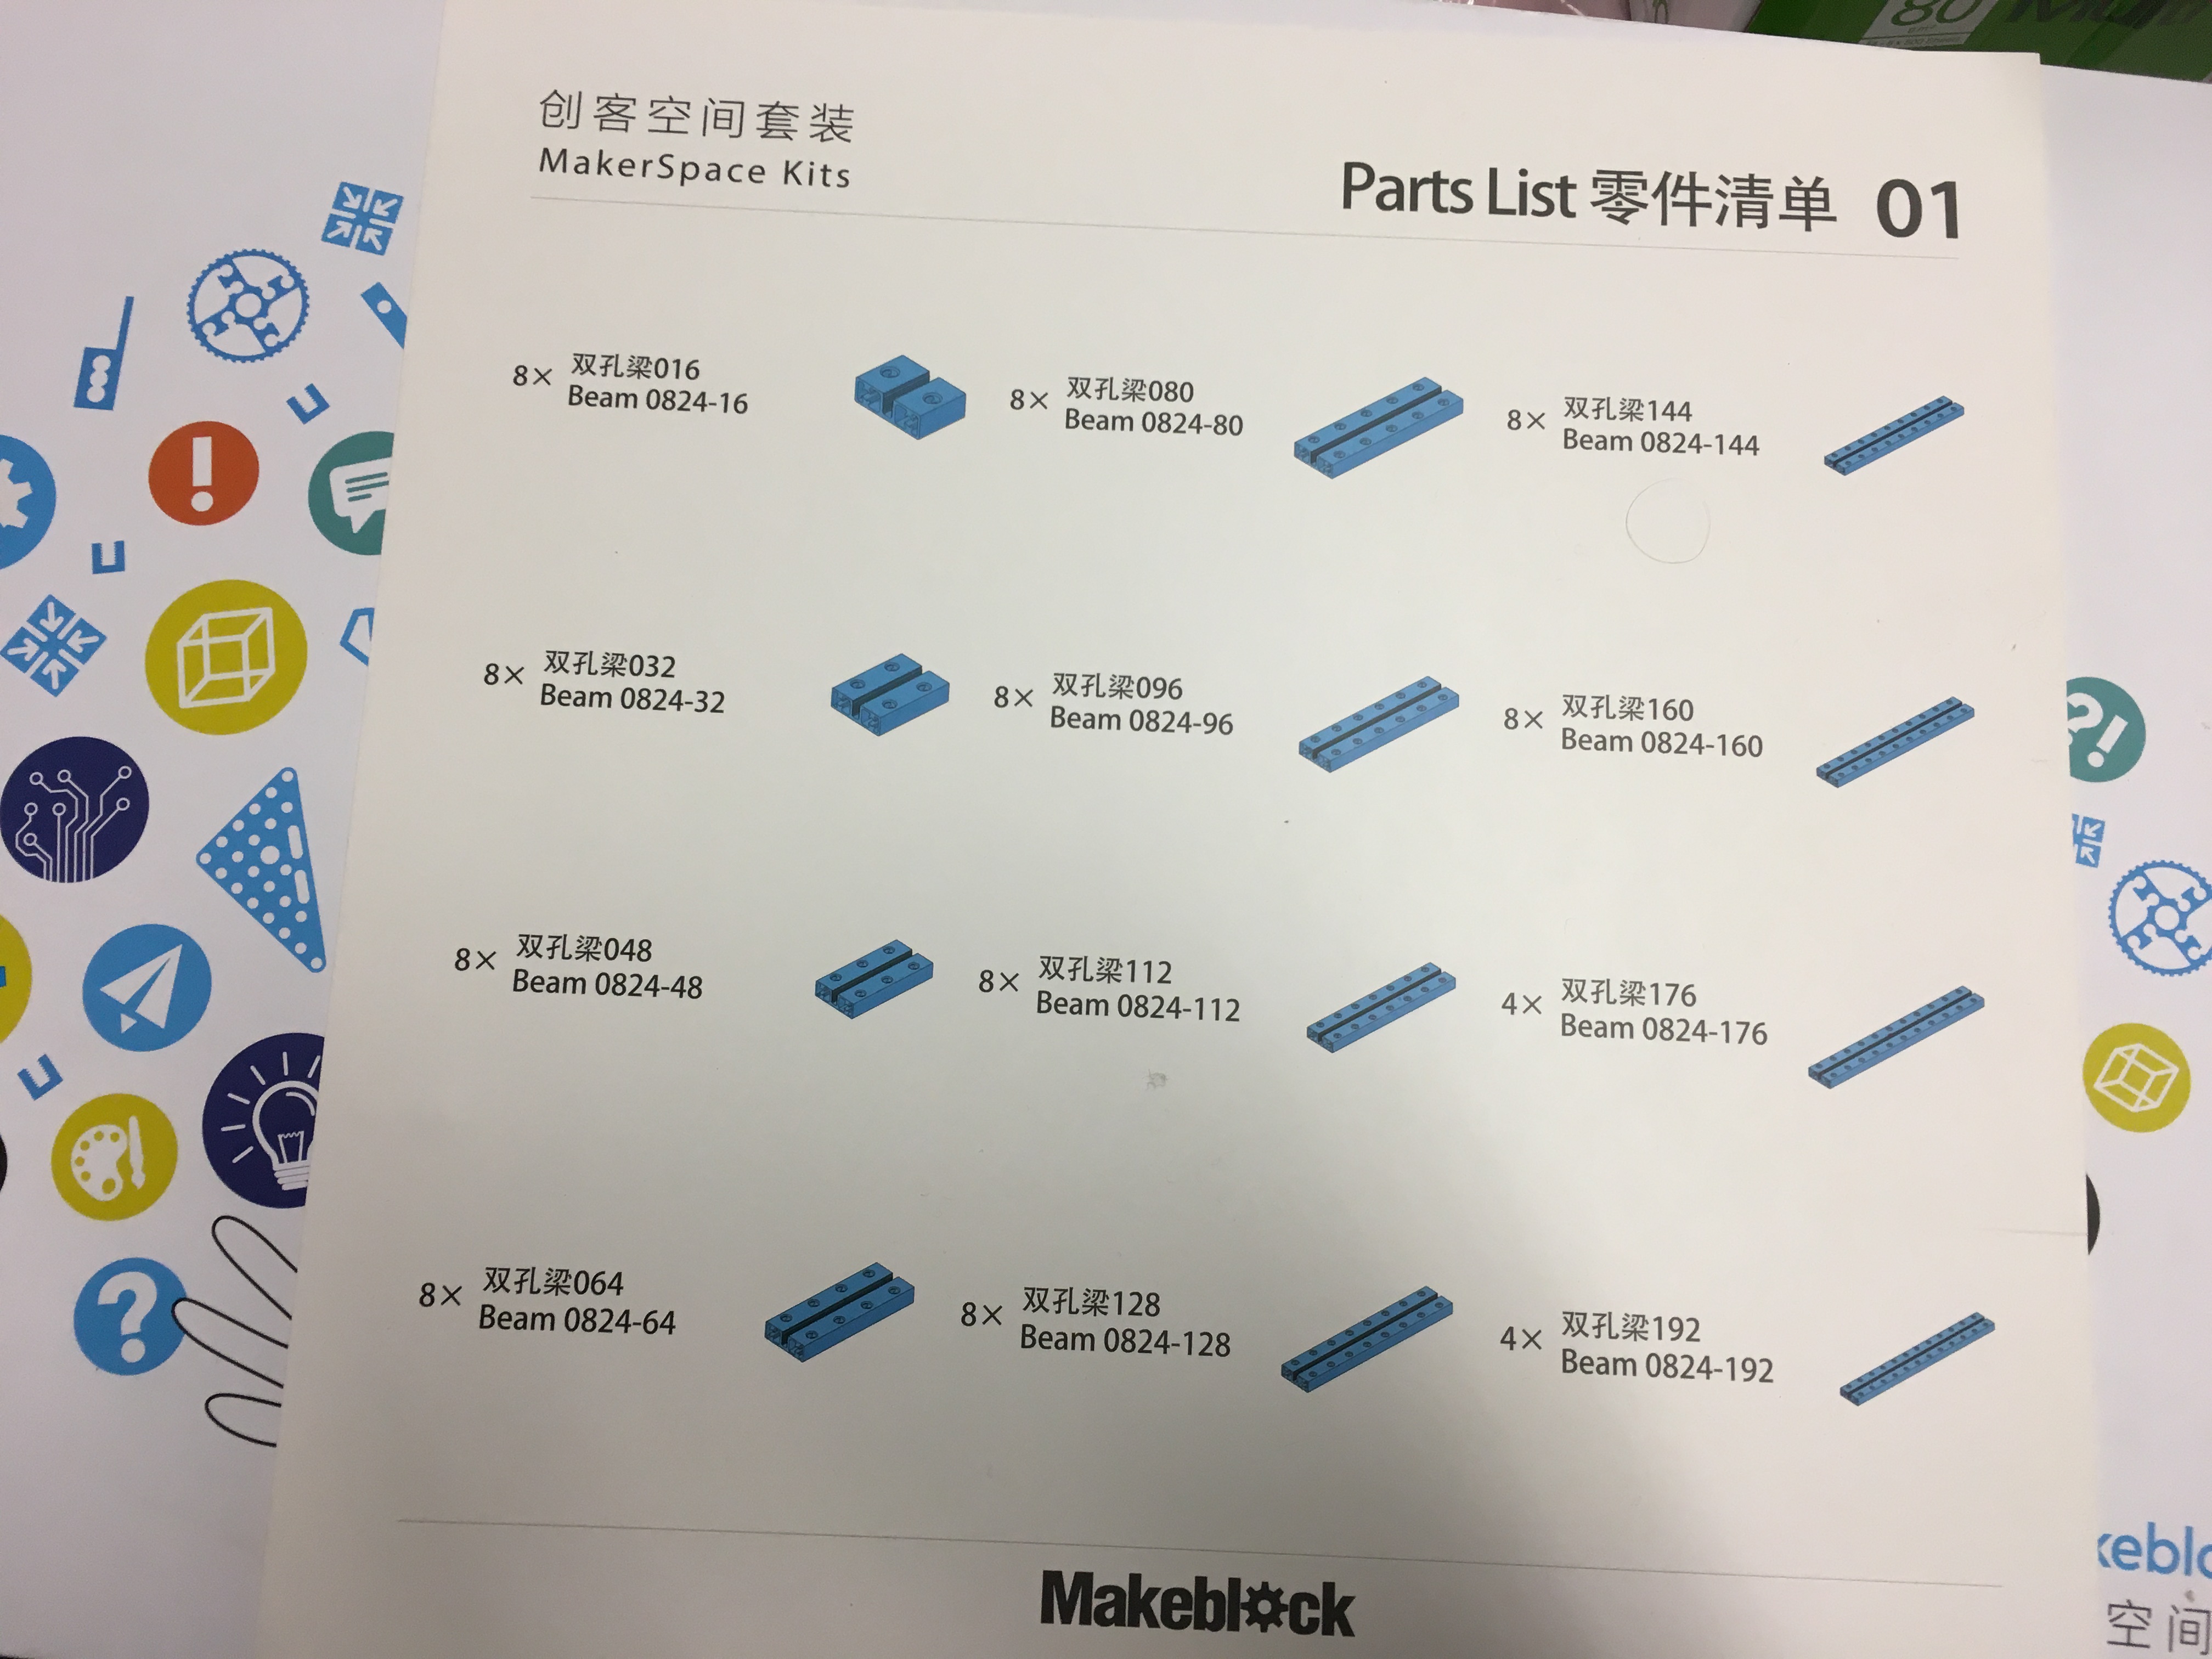 创客空间套装
MakerSpace Kits
Parts List 零件清单 01
8× 双孔梁016
Beam 0824-16
8× 双孔梁080
Beam 0824-80
8× 双孔梁144
Beam 0824-144
8× 双孔梁032
Beam 0824-32
8× 双孔梁096
Beam 0824-96
8× 双孔梁160
Beam 0824-160
8× 双孔梁048
Beam 0824-48
8× 双孔梁112
Beam 0824-112
4× 双孔梁176
Beam 0824-176
8× 双孔梁064
Beam 0824-64
8× 双孔梁128
Beam 0824-128
4× 双孔梁192
Beam 0824-192
Makeblock
空间
80